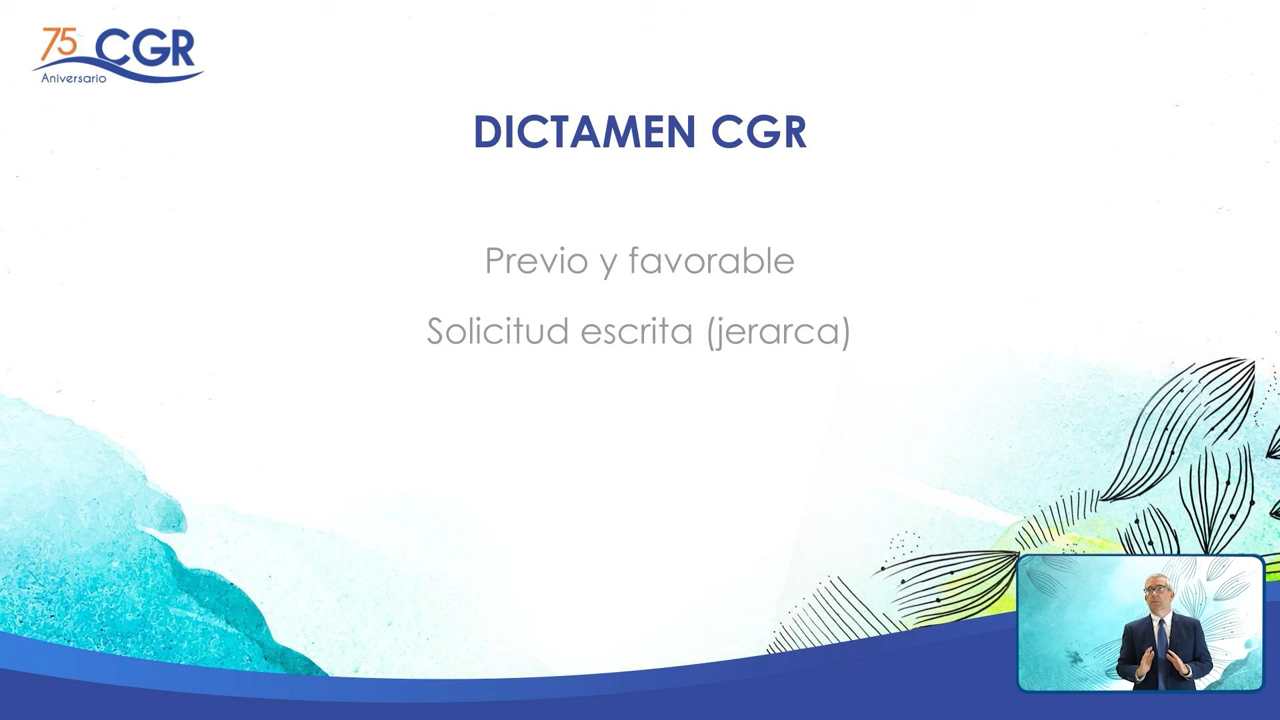 75 CGR
Aniversario
DICTAMEN CGR
Previo y favorable
Solicitud escrita (jerarca)